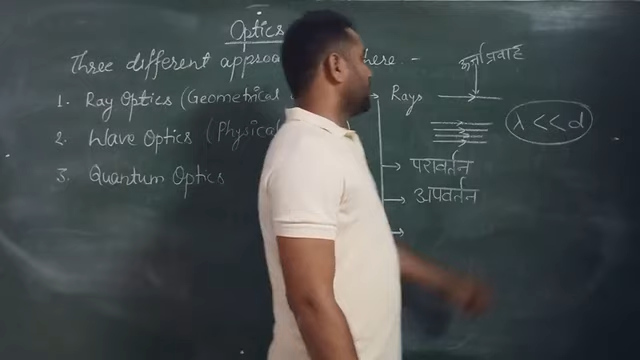 Optics
Three different approa here :-
1. Ray Optics (Geometrical
2. Wave Optics (Physical
3. Quantum Optics
Rays
ऊर्जा प्रवाह
λ << d
परावर्तन
अपवर्तन